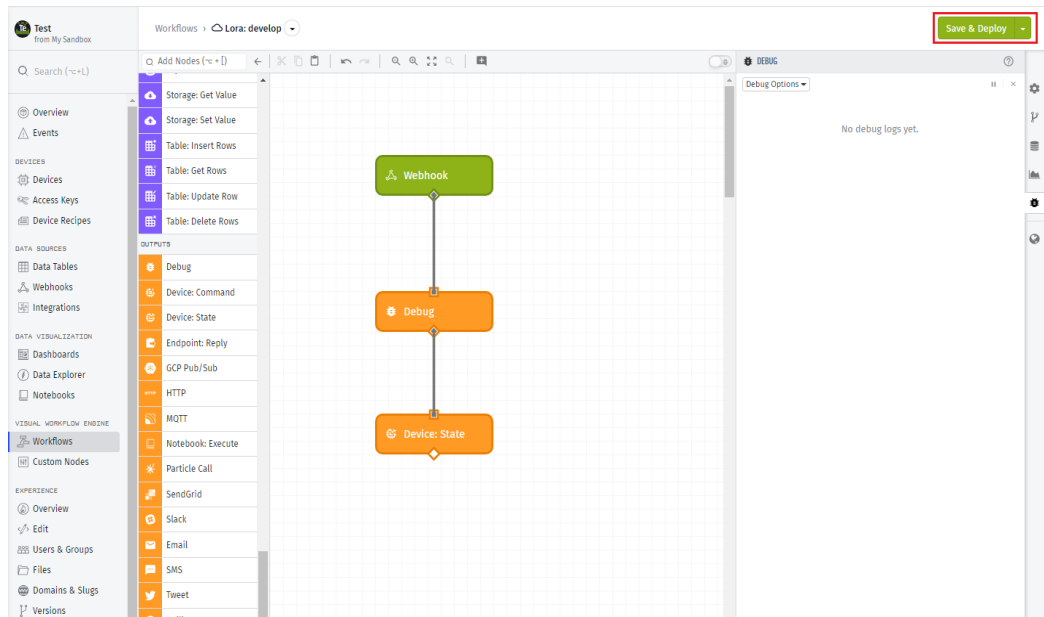 Test
from My Sandbox
Workflows › Lora: develop
Save & Deploy
Search (⌥+L)
Overview
Events
DEVICES
Devices
Access Keys
Device Recipes
DATA SOURCES
Data Tables
Webhooks
Integrations
DATA VISUALIZATION
Dashboards
Data Explorer
Notebooks
VISUAL WORKFLOW ENGINE
Workflows
Custom Nodes
EXPERIENCE
Overview
Edit
Users & Groups
Files
Domains & Slugs
Versions
Add Nodes (⌥ + [)
Storage: Get Value
Storage: Set Value
Table: Insert Rows
Table: Get Rows
Table: Update Row
Table: Delete Rows
OUTPUTS
Debug
Device: Command
Device: State
Endpoint: Reply
GCP Pub/Sub
HTTP
HTTP
MQTT
Notebook: Execute
Particle Call
SendGrid
Slack
Email
SMS
Tweet
Webhook
Debug
Device: State
DEBUG
Debug Options
No debug logs yet.